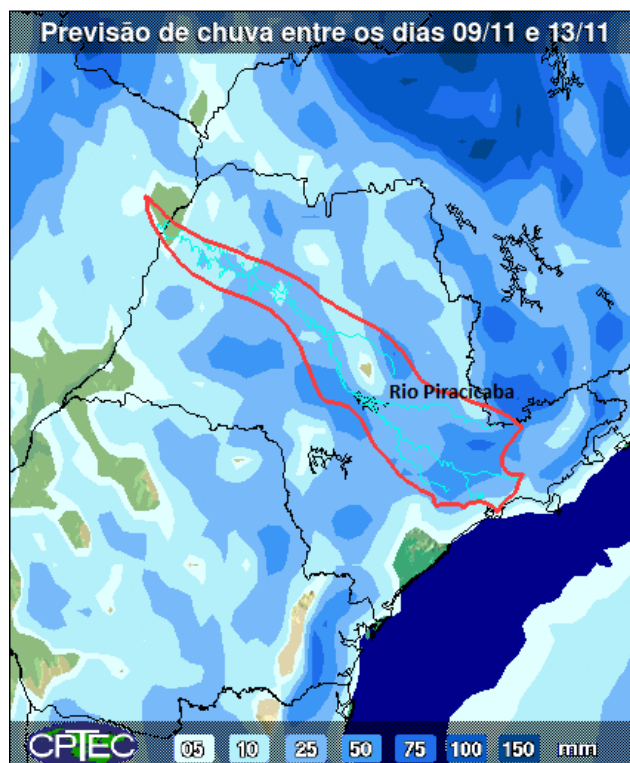 Previsão de chuva entre os dias 09/11 e 13/11
Rio Piracicaba
CPTEC 05 10 25 50 75 100 150 mm